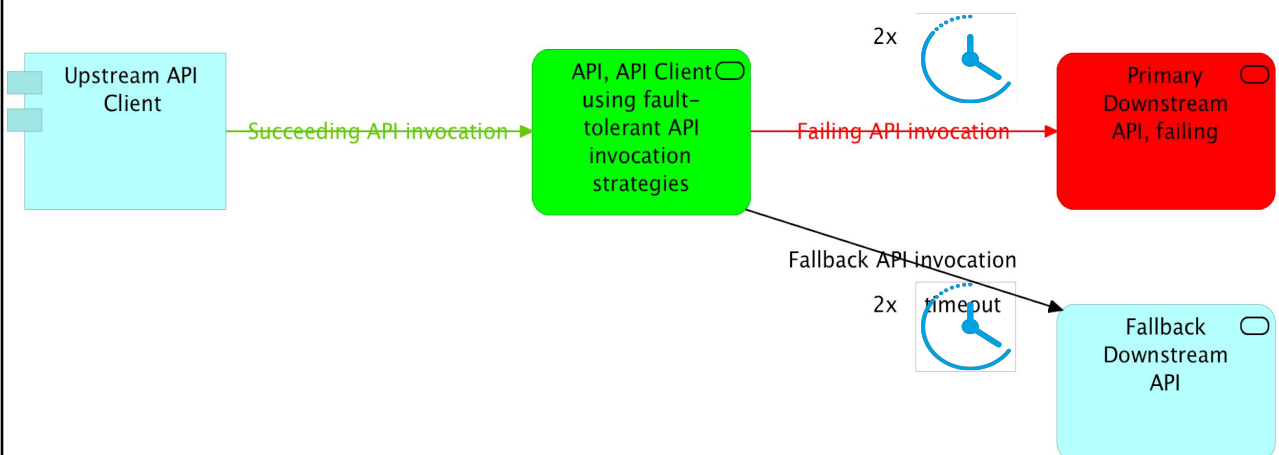 Upstream API
Client
Succeeding API invocation
API, API Client
using fault-
tolerant API
invocation
strategies
2x
Failing API invocation
Primary
Downstream
API, failing
Fallback API invocation
2x timeout
Fallback
Downstream
API